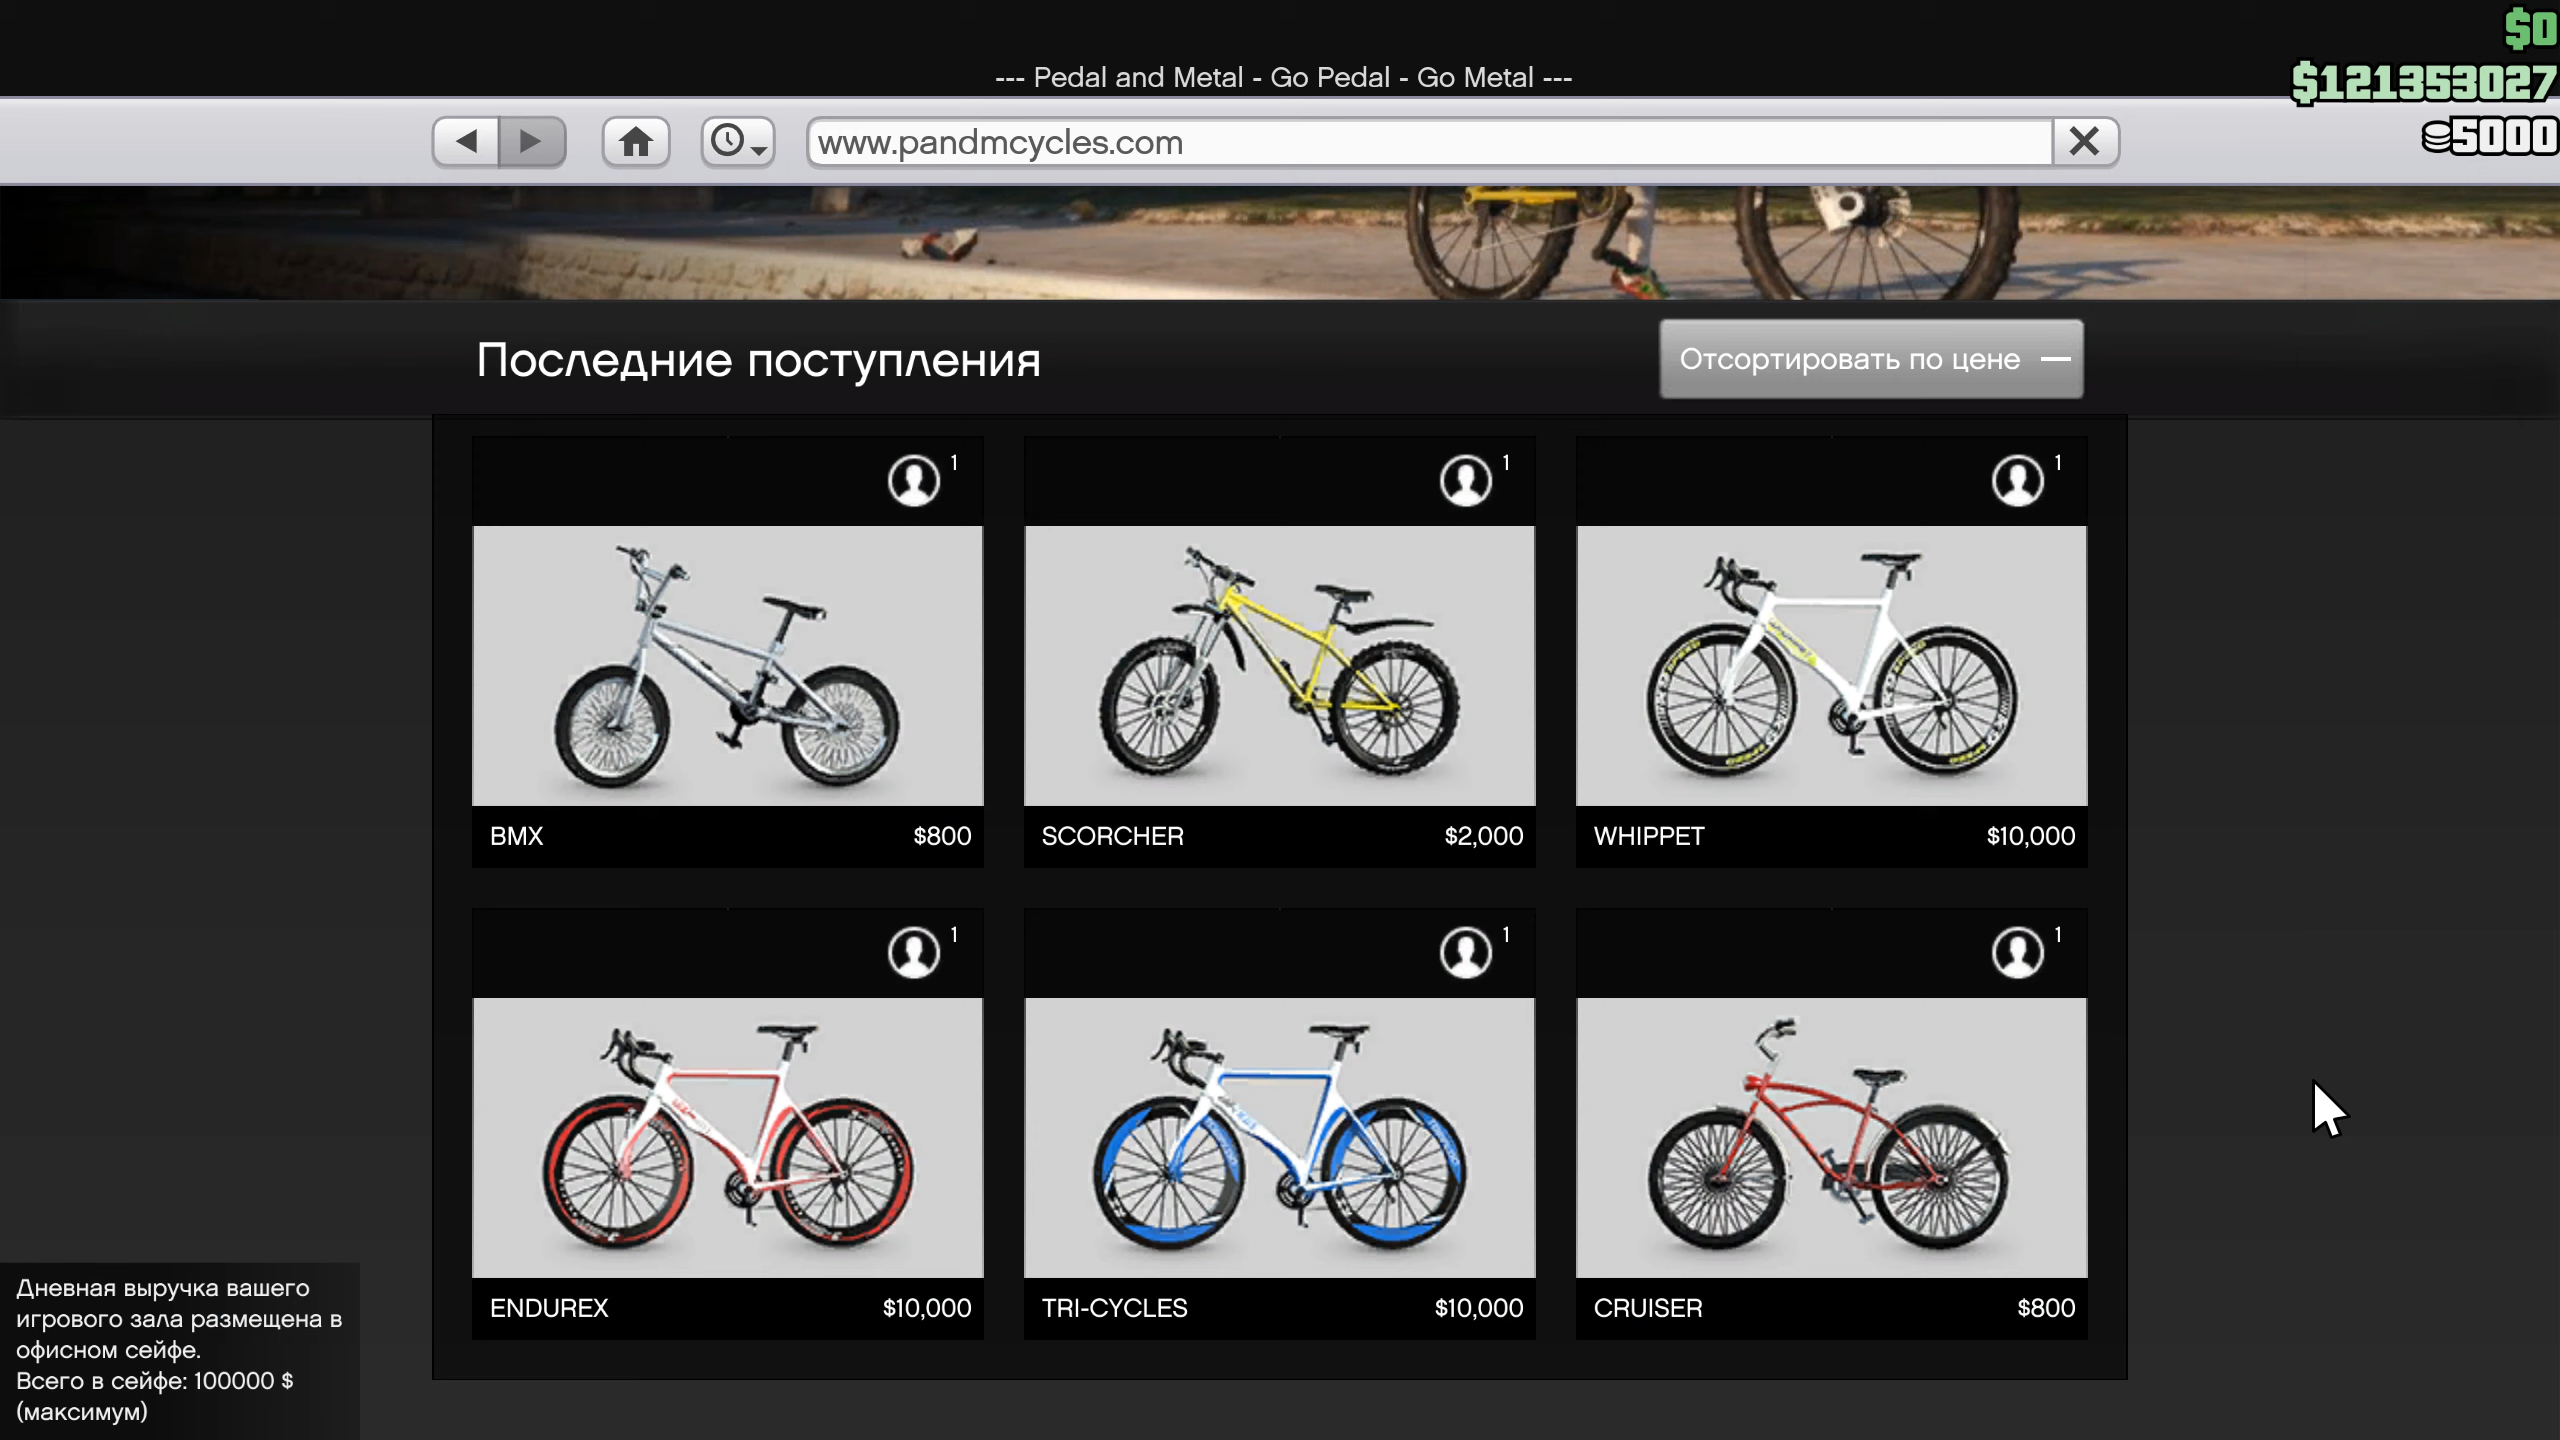 $0
--- Pedal and Metal - Go Pedal - Go Metal ---
$121353027
www.pandmcycles.com
5000
Последние поступления
Отсортировать по цене
1
1
1
BMX
$800
SCORCHER
$2,000
WHIPPET
$10,000
1
1
1
ENDUREX
$10,000
TRI-CYCLES
$10,000
CRUISER
$800
Дневная выручка вашего
игрового зала размещена в
офисном сейфе.
Всего в сейфе: 100000 $
(максимум)